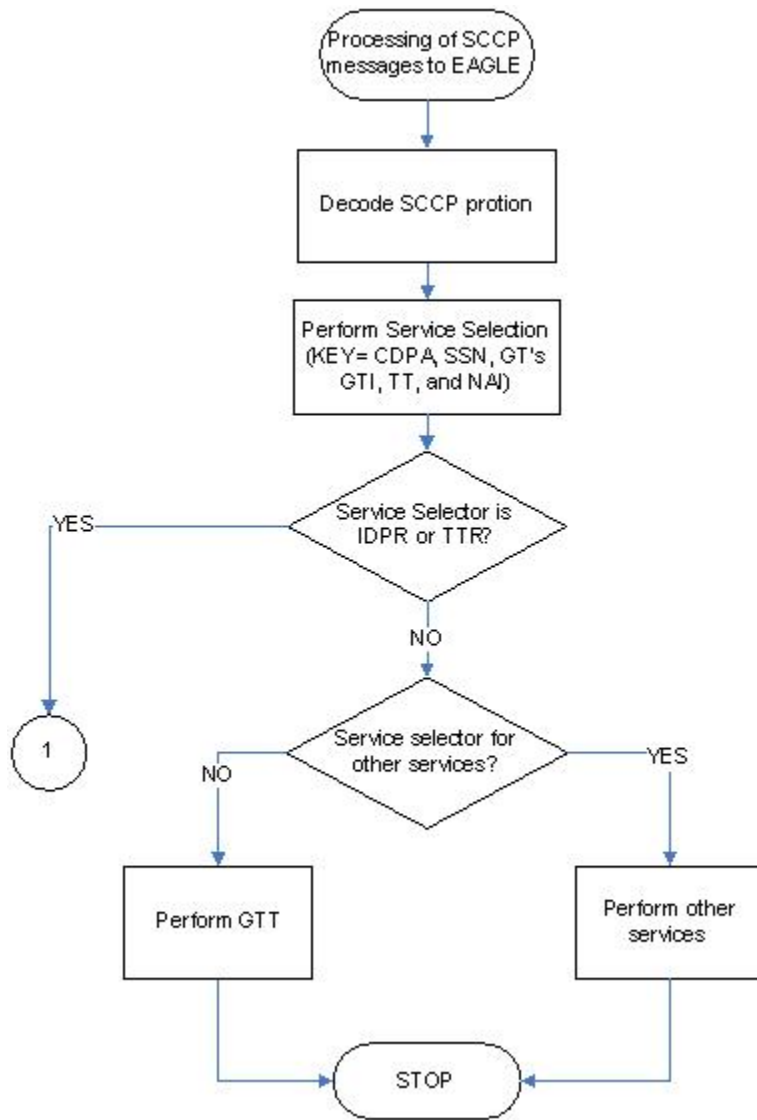 Processing of SCCP
messages to EAGLE
Decode SCCP protion
Perform Service Selection
(KEY= CDPA, SSN, GT's
GTI, TT, and NAI)
Service Selector is
IDPR or TTR?
YES
NO
1
Service selector for
other services?
NO
YES
Perform GTT
Perform other
services
STOP